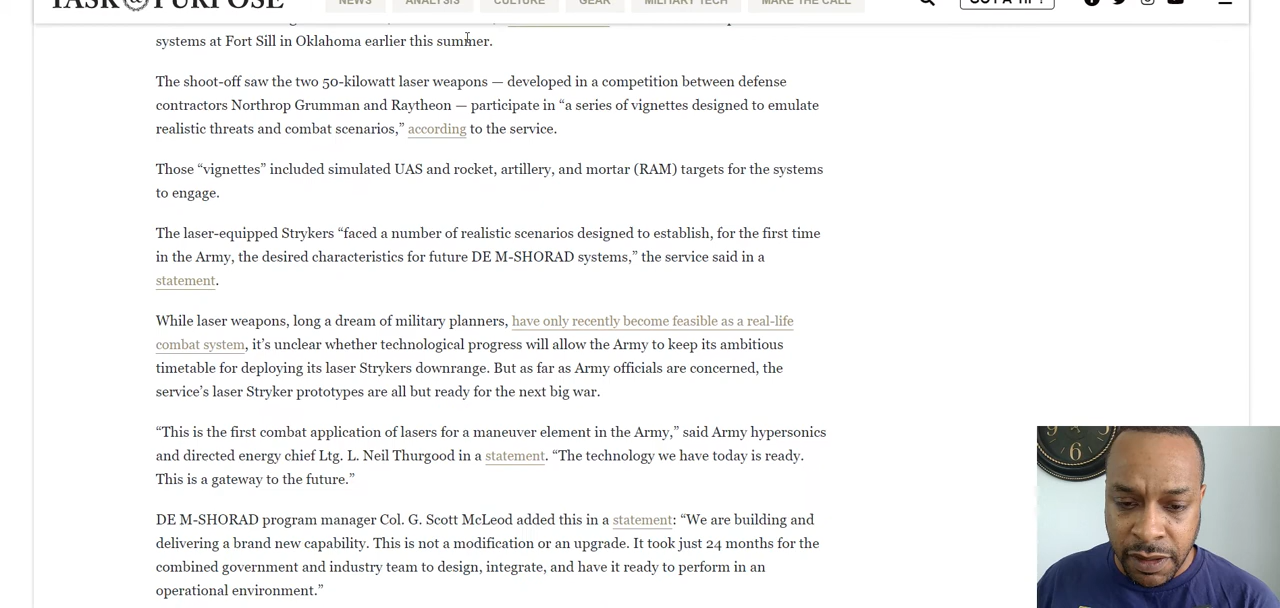 TASK & PURPOSE NEWS ANALYSIS CULTURE GEAR MILITARY TECH MAKE THE CALL GOT A TIP?
systems at Fort Sill in Oklahoma earlier this summer.
The shoot-off saw the two 50-kilowatt laser weapons — developed in a competition between defense
contractors Northrop Grumman and Raytheon — participate in “a series of vignettes designed to emulate
realistic threats and combat scenarios,” according to the service.
Those “vignettes” included simulated UAS and rocket, artillery, and mortar (RAM) targets for the systems
to engage.
The laser-equipped Strykers “faced a number of realistic scenarios designed to establish, for the first time
in the Army, the desired characteristics for future DE M-SHORAD systems,” the service said in a
statement.
While laser weapons, long a dream of military planners, have only recently become feasible as a real-life
combat system, it’s unclear whether technological progress will allow the Army to keep its ambitious
timetable for deploying its laser Strykers downrange. But as far as Army officials are concerned, the
service’s laser Stryker prototypes are all but ready for the next big war.
“This is the first combat application of lasers for a maneuver element in the Army,” said Army hypersonics
and directed energy chief Ltg. L. Neil Thurgood in a statement. “The technology we have today is ready.
This is a gateway to the future.”
DE M-SHORAD program manager Col. G. Scott McLeod added this in a statement: “We are building and
delivering a brand new capability. This is not a modification or an upgrade. It took just 24 months for the
combined government and industry team to design, integrate, and have it ready to perform in an
operational environment.”